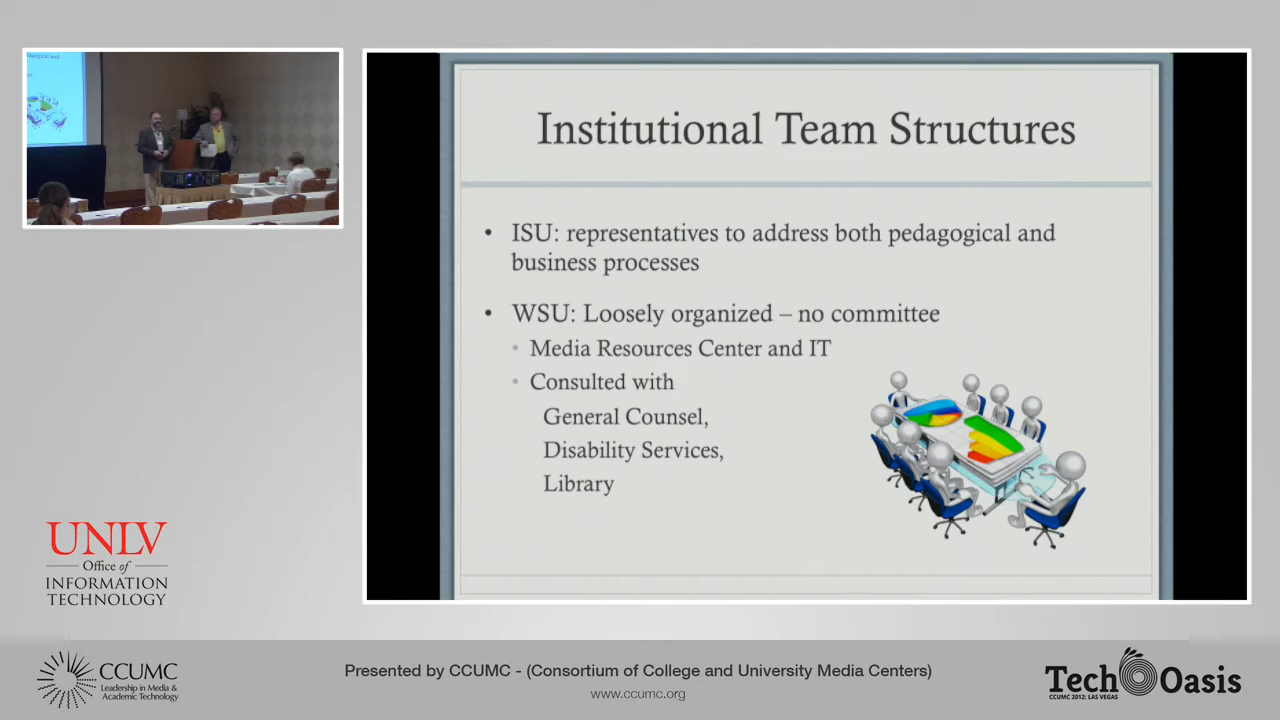 Institutional Team Structures
• ISU: representatives to address both pedagogical and
business processes
• WSU: Loosely organized – no committee
• Media Resources Center and IT
• Consulted with
General Counsel,
Disability Services,
Library
UNLV
Office of
INFORMATION
TECHNOLOGY
CCUMC
Leadership in Media &
Academic Technology
Presented by CCUMC - (Consortium of College and University Media Centers)
www.ccumc.org
Tech Oasis
CCUMC 2012: LAS VEGAS